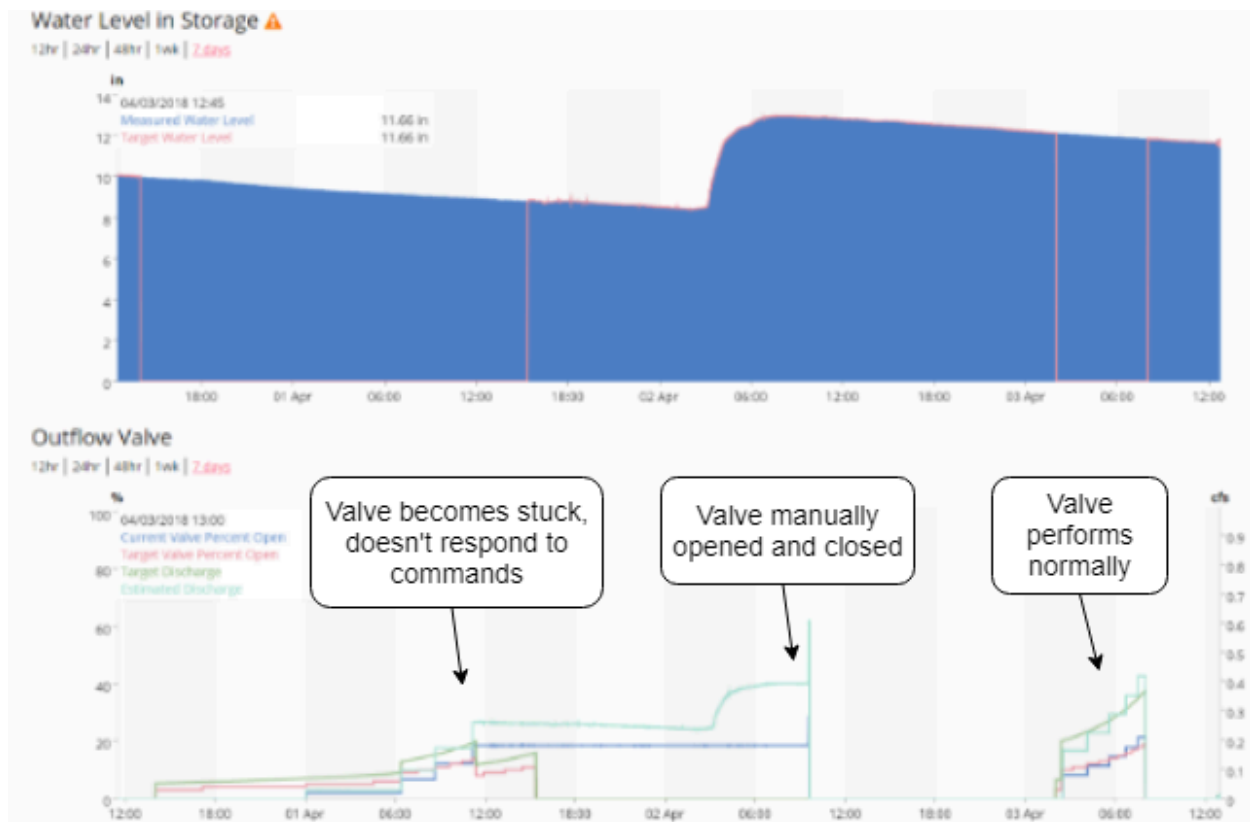 Water Level in Storage
12hr | 24hr | 48hr | 1wk | 7 days
in
14
04/03/2018 12:45
Measured Water Level 11.66 in
Target Water Level 11.66 in
12
10
8
6
4
2
0
18:00 01 Apr 06:00 12:00 18:00 02 Apr 06:00 12:00 18:00 03 Apr 06:00 12:00
Outflow Valve
12hr | 24hr | 48hr | 1wk | 7 days
% cfs
100
04/03/2018 13:00
Current Valve Percent Open
Target Valve Percent Open
Target Discharge
Estimated Discharge
80
60
40
20
0
Valve becomes stuck,
doesn't respond to
commands
Valve manually
opened and closed
Valve
performs
normally
0.9
0.8
0.7
0.6
0.5
0.4
0.3
0.2
0.1
0
12:00 18:00 01 Apr 06:00 12:00 18:00 02 Apr 06:00 12:00 18:00 03 Apr 06:00 12:00